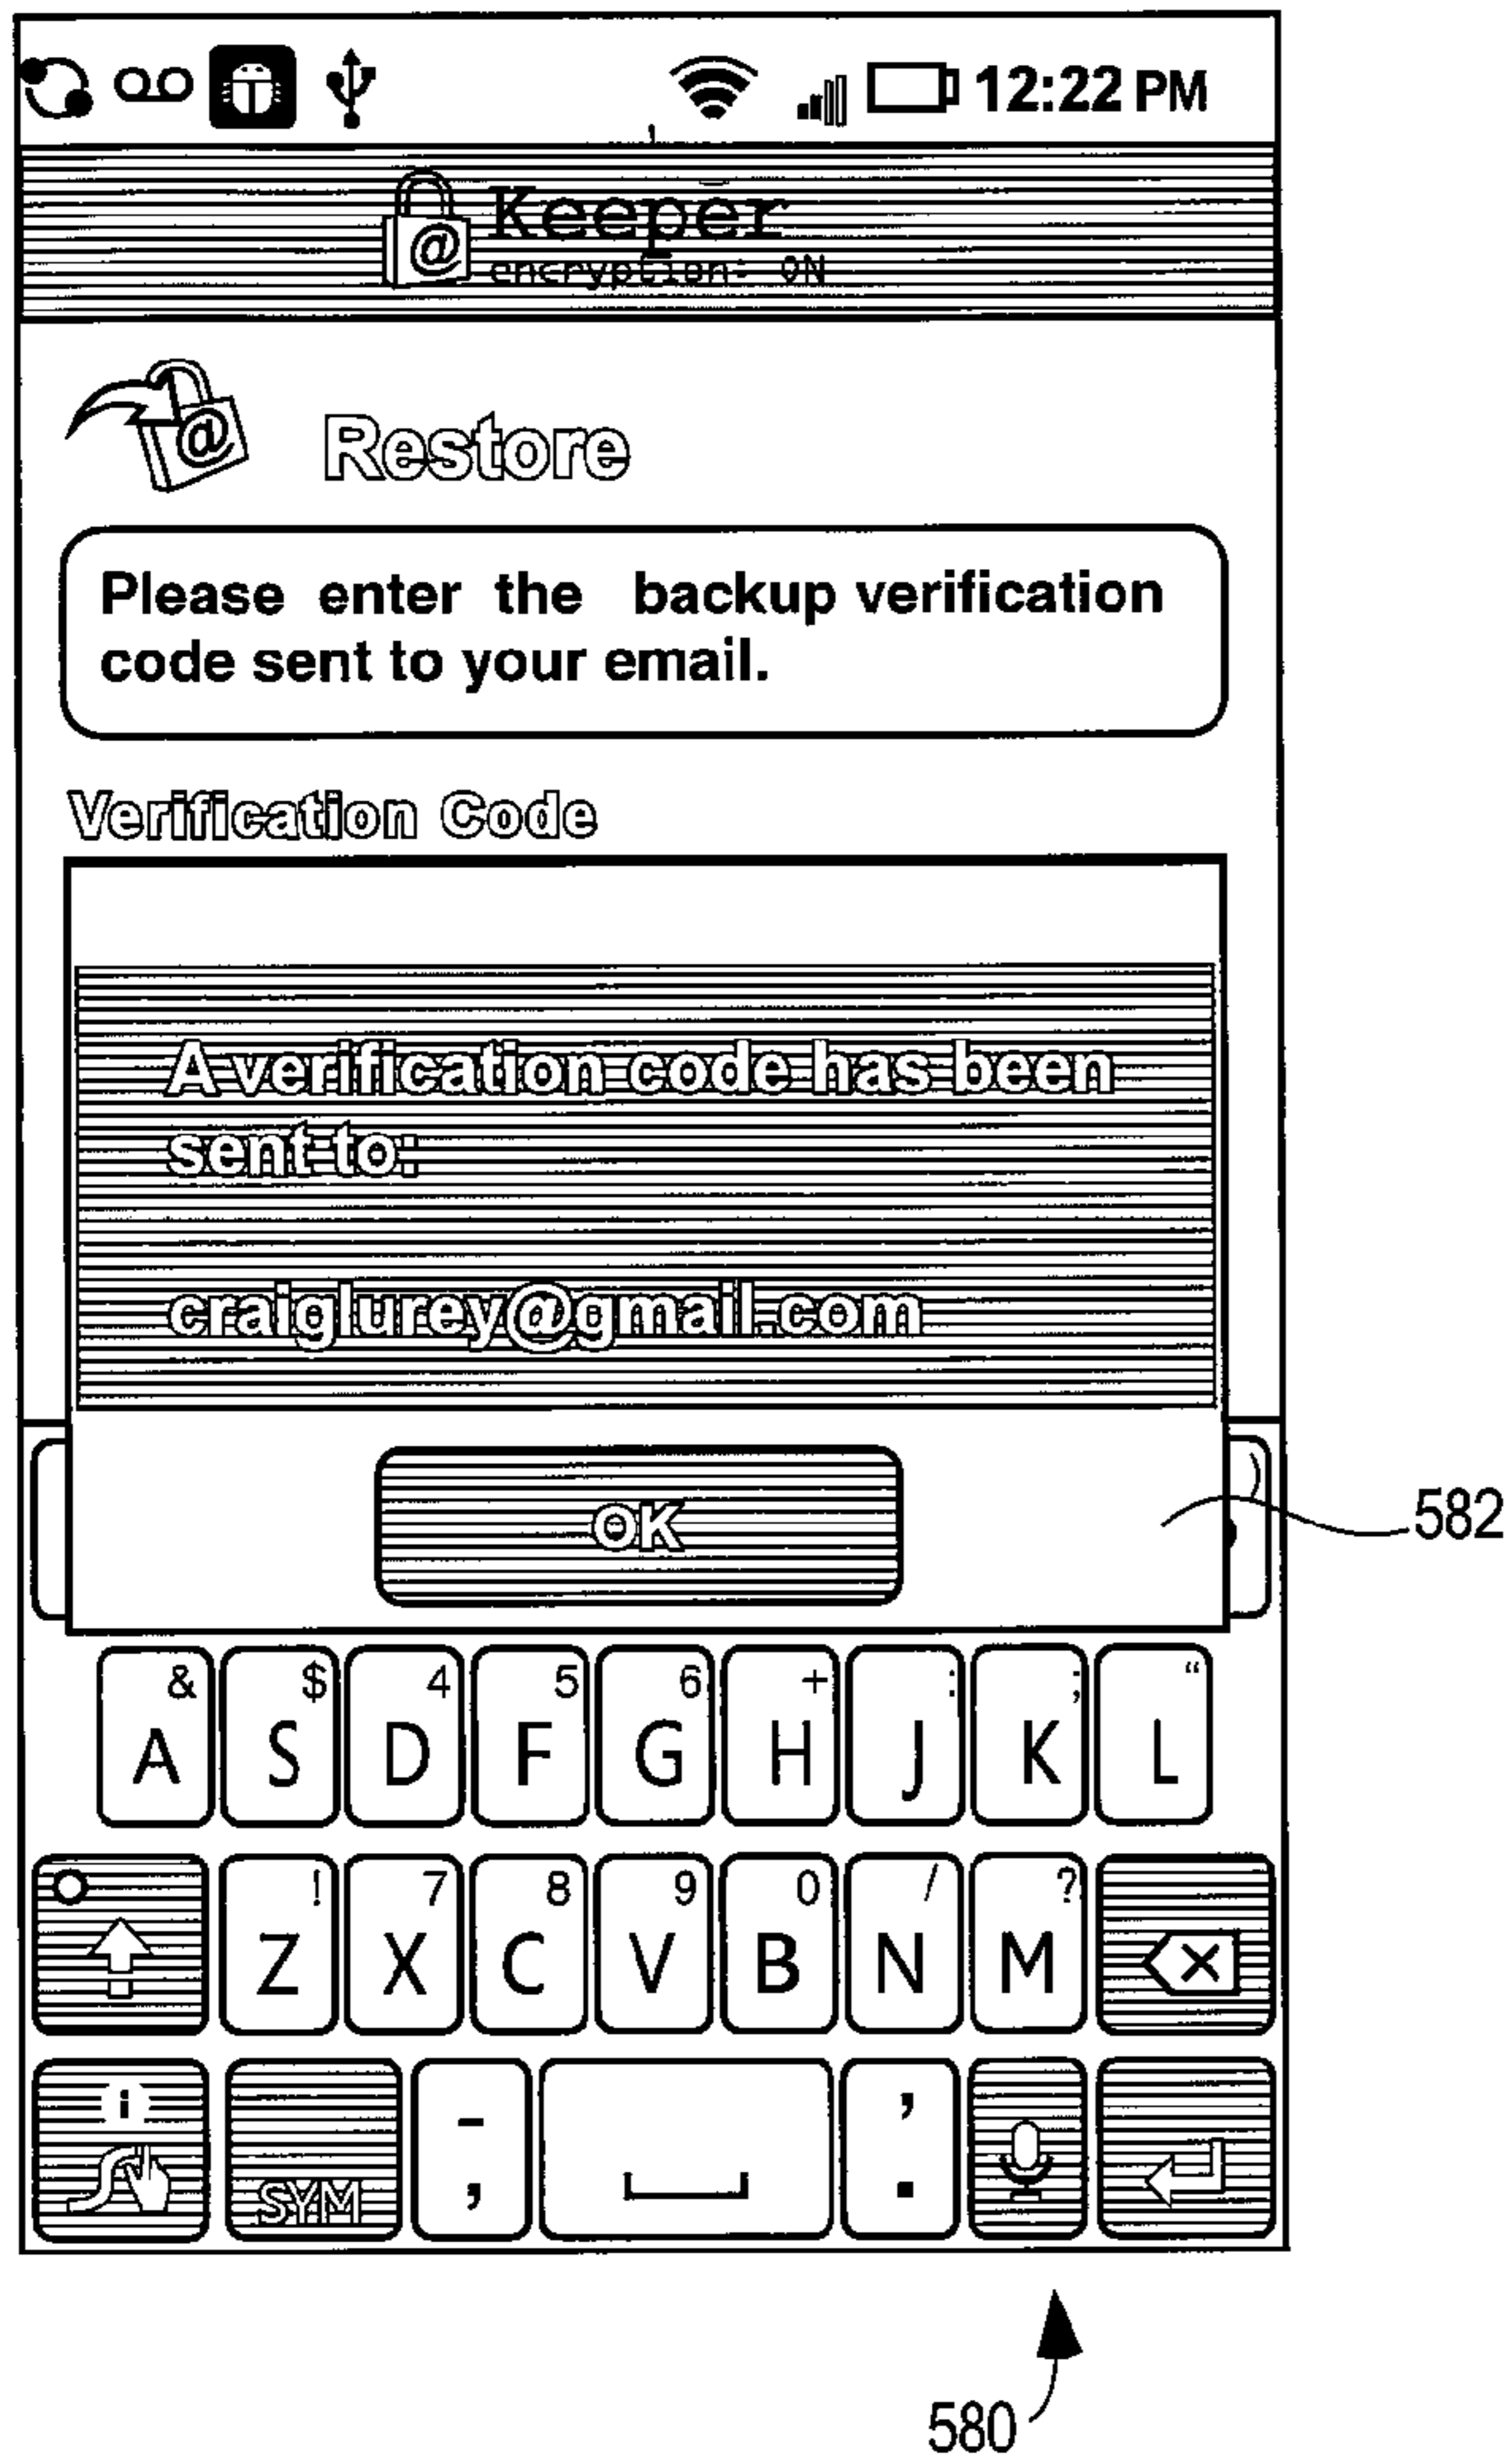 12:22 PM
@ Keeper
encryption: ON
@ Restore
Please enter the backup verification
code sent to your email.
Verification Code
A verification code has been
sent to:
craiglurey@gmail.com
OK
582
& $ 4 5 6 + : ; “
A S D F G H J K L
! 7 8 9 0 / ?
Z X C V B N M
i
SYM - , ’ .
580